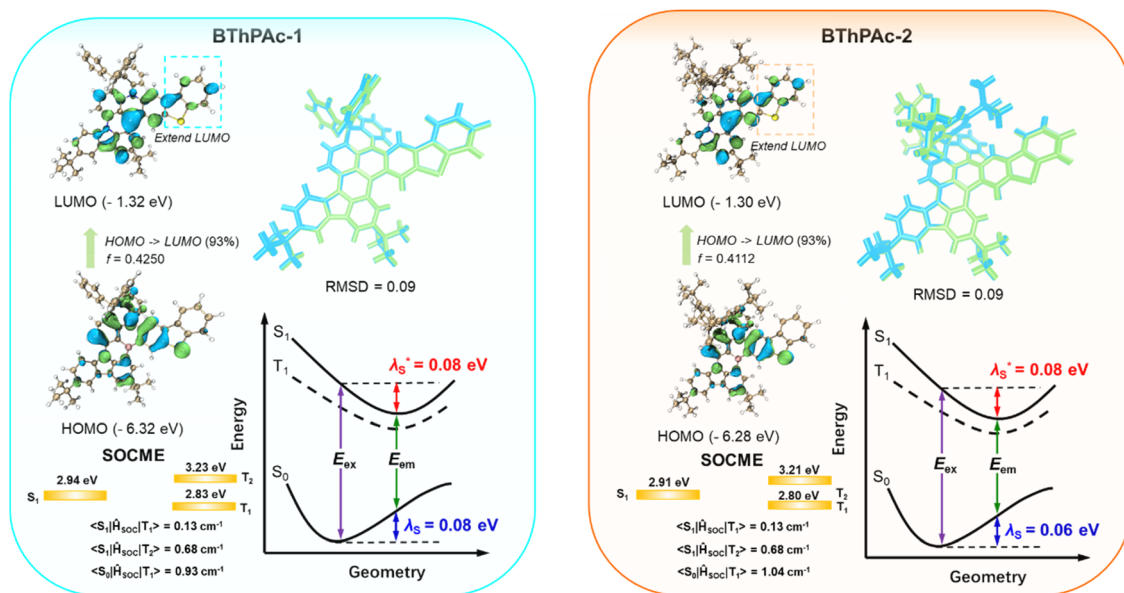 BThPAc-1
Extend LUMO
LUMO (- 1.32 eV)
HOMO -> LUMO (93%)
f = 0.4250
RMSD = 0.09
HOMO (- 6.32 eV)
SOCME
3.23 eV
T2
2.94 eV
S1
2.83 eV
T1
<S1|ĤSOC|T1> = 0.13 cm-1
<S1|ĤSOC|T2> = 0.68 cm-1
<S0|ĤSOC|T1> = 0.93 cm-1
S1
T1
λS* = 0.08 eV
Energy
Eex
Eem
S0
λS = 0.08 eV
Geometry
BThPAc-2
Extend LUMO
LUMO (- 1.30 eV)
HOMO -> LUMO (93%)
f = 0.4112
RMSD = 0.09
HOMO (- 6.28 eV)
SOCME
3.21 eV
2.91 eV
S1
T2
2.80 eV
T1
<S1|ĤSOC|T1> = 0.13 cm-1
<S1|ĤSOC|T2> = 0.68 cm-1
<S0|ĤSOC|T1> = 1.04 cm-1
S1
T1
λS* = 0.08 eV
Energy
Eex
Eem
S0
λS = 0.06 eV
Geometry